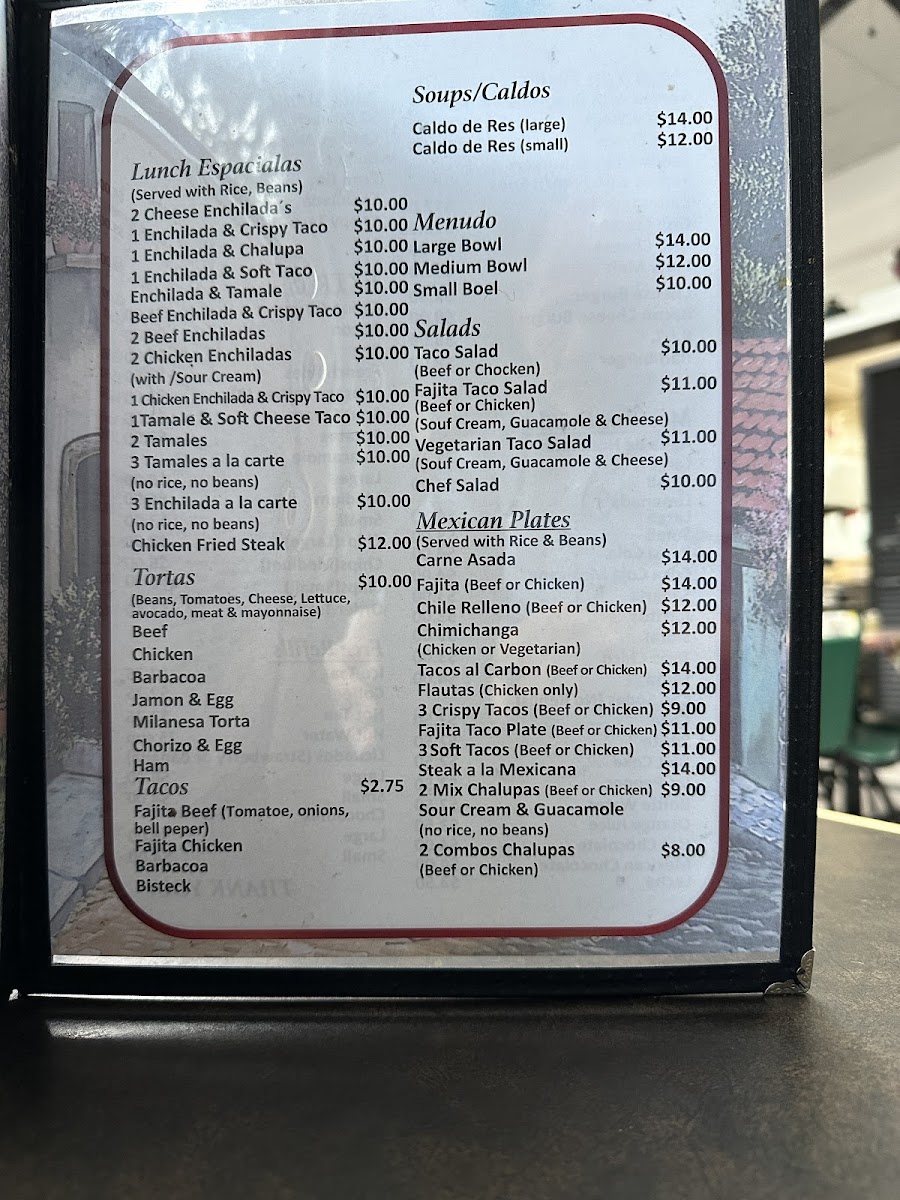 Lunch Espacialas
(Served with Rice, Beans)
2 Cheese Enchilada´s $10.00
1 Enchilada & Crispy Taco $10.00
1 Enchilada & Chalupa $10.00
1 Enchilada & Soft Taco $10.00
Enchilada & Tamale $10.00
Beef Enchilada & Crispy Taco $10.00
2 Beef Enchiladas $10.00
2 Chicken Enchiladas $10.00
(with /Sour Cream)
1 Chicken Enchilada & Crispy Taco $10.00
1Tamale & Soft Cheese Taco $10.00
2 Tamales $10.00
3 Tamales a la carte $10.00
(no rice, no beans)
3 Enchilada a la carte $10.00
(no rice, no beans)
Chicken Fried Steak $12.00
Tortas $10.00
(Beans, Tomatoes, Cheese, Lettuce,
avocado, meat & mayonnaise)
Beef
Chicken
Barbacoa
Jamon & Egg
Milanesa Torta
Chorizo & Egg
Ham
Tacos $2.75
Fajita Beef (Tomatoe, onions,
bell peper)
Fajita Chicken
Barbacoa
Bisteck
Soups/Caldos
Caldo de Res (large) $14.00
Caldo de Res (small) $12.00
Menudo
Large Bowl $14.00
Medium Bowl $12.00
Small Boel $10.00
Salads
Taco Salad $10.00
(Beef or Chocken)
Fajita Taco Salad $11.00
(Beef or Chicken)
(Souf Cream, Guacamole & Cheese)
Vegetarian Taco Salad $11.00
(Souf Cream, Guacamole & Cheese)
Chef Salad $10.00
Mexican Plates
(Served with Rice & Beans)
Carne Asada $14.00
Fajita (Beef or Chicken) $14.00
Chile Relleno (Beef or Chicken) $12.00
Chimichanga $12.00
(Chicken or Vegetarian)
Tacos al Carbon (Beef or Chicken) $14.00
Flautas (Chicken only) $12.00
3 Crispy Tacos (Beef or Chicken) $9.00
Fajita Taco Plate (Beef or Chicken) $11.00
3Soft Tacos (Beef or Chicken) $11.00
Steak a la Mexicana $14.00
2 Mix Chalupas (Beef or Chicken) $9.00
Sour Cream & Guacamole
(no rice, no beans)
2 Combos Chalupas $8.00
(Beef or Chicken)